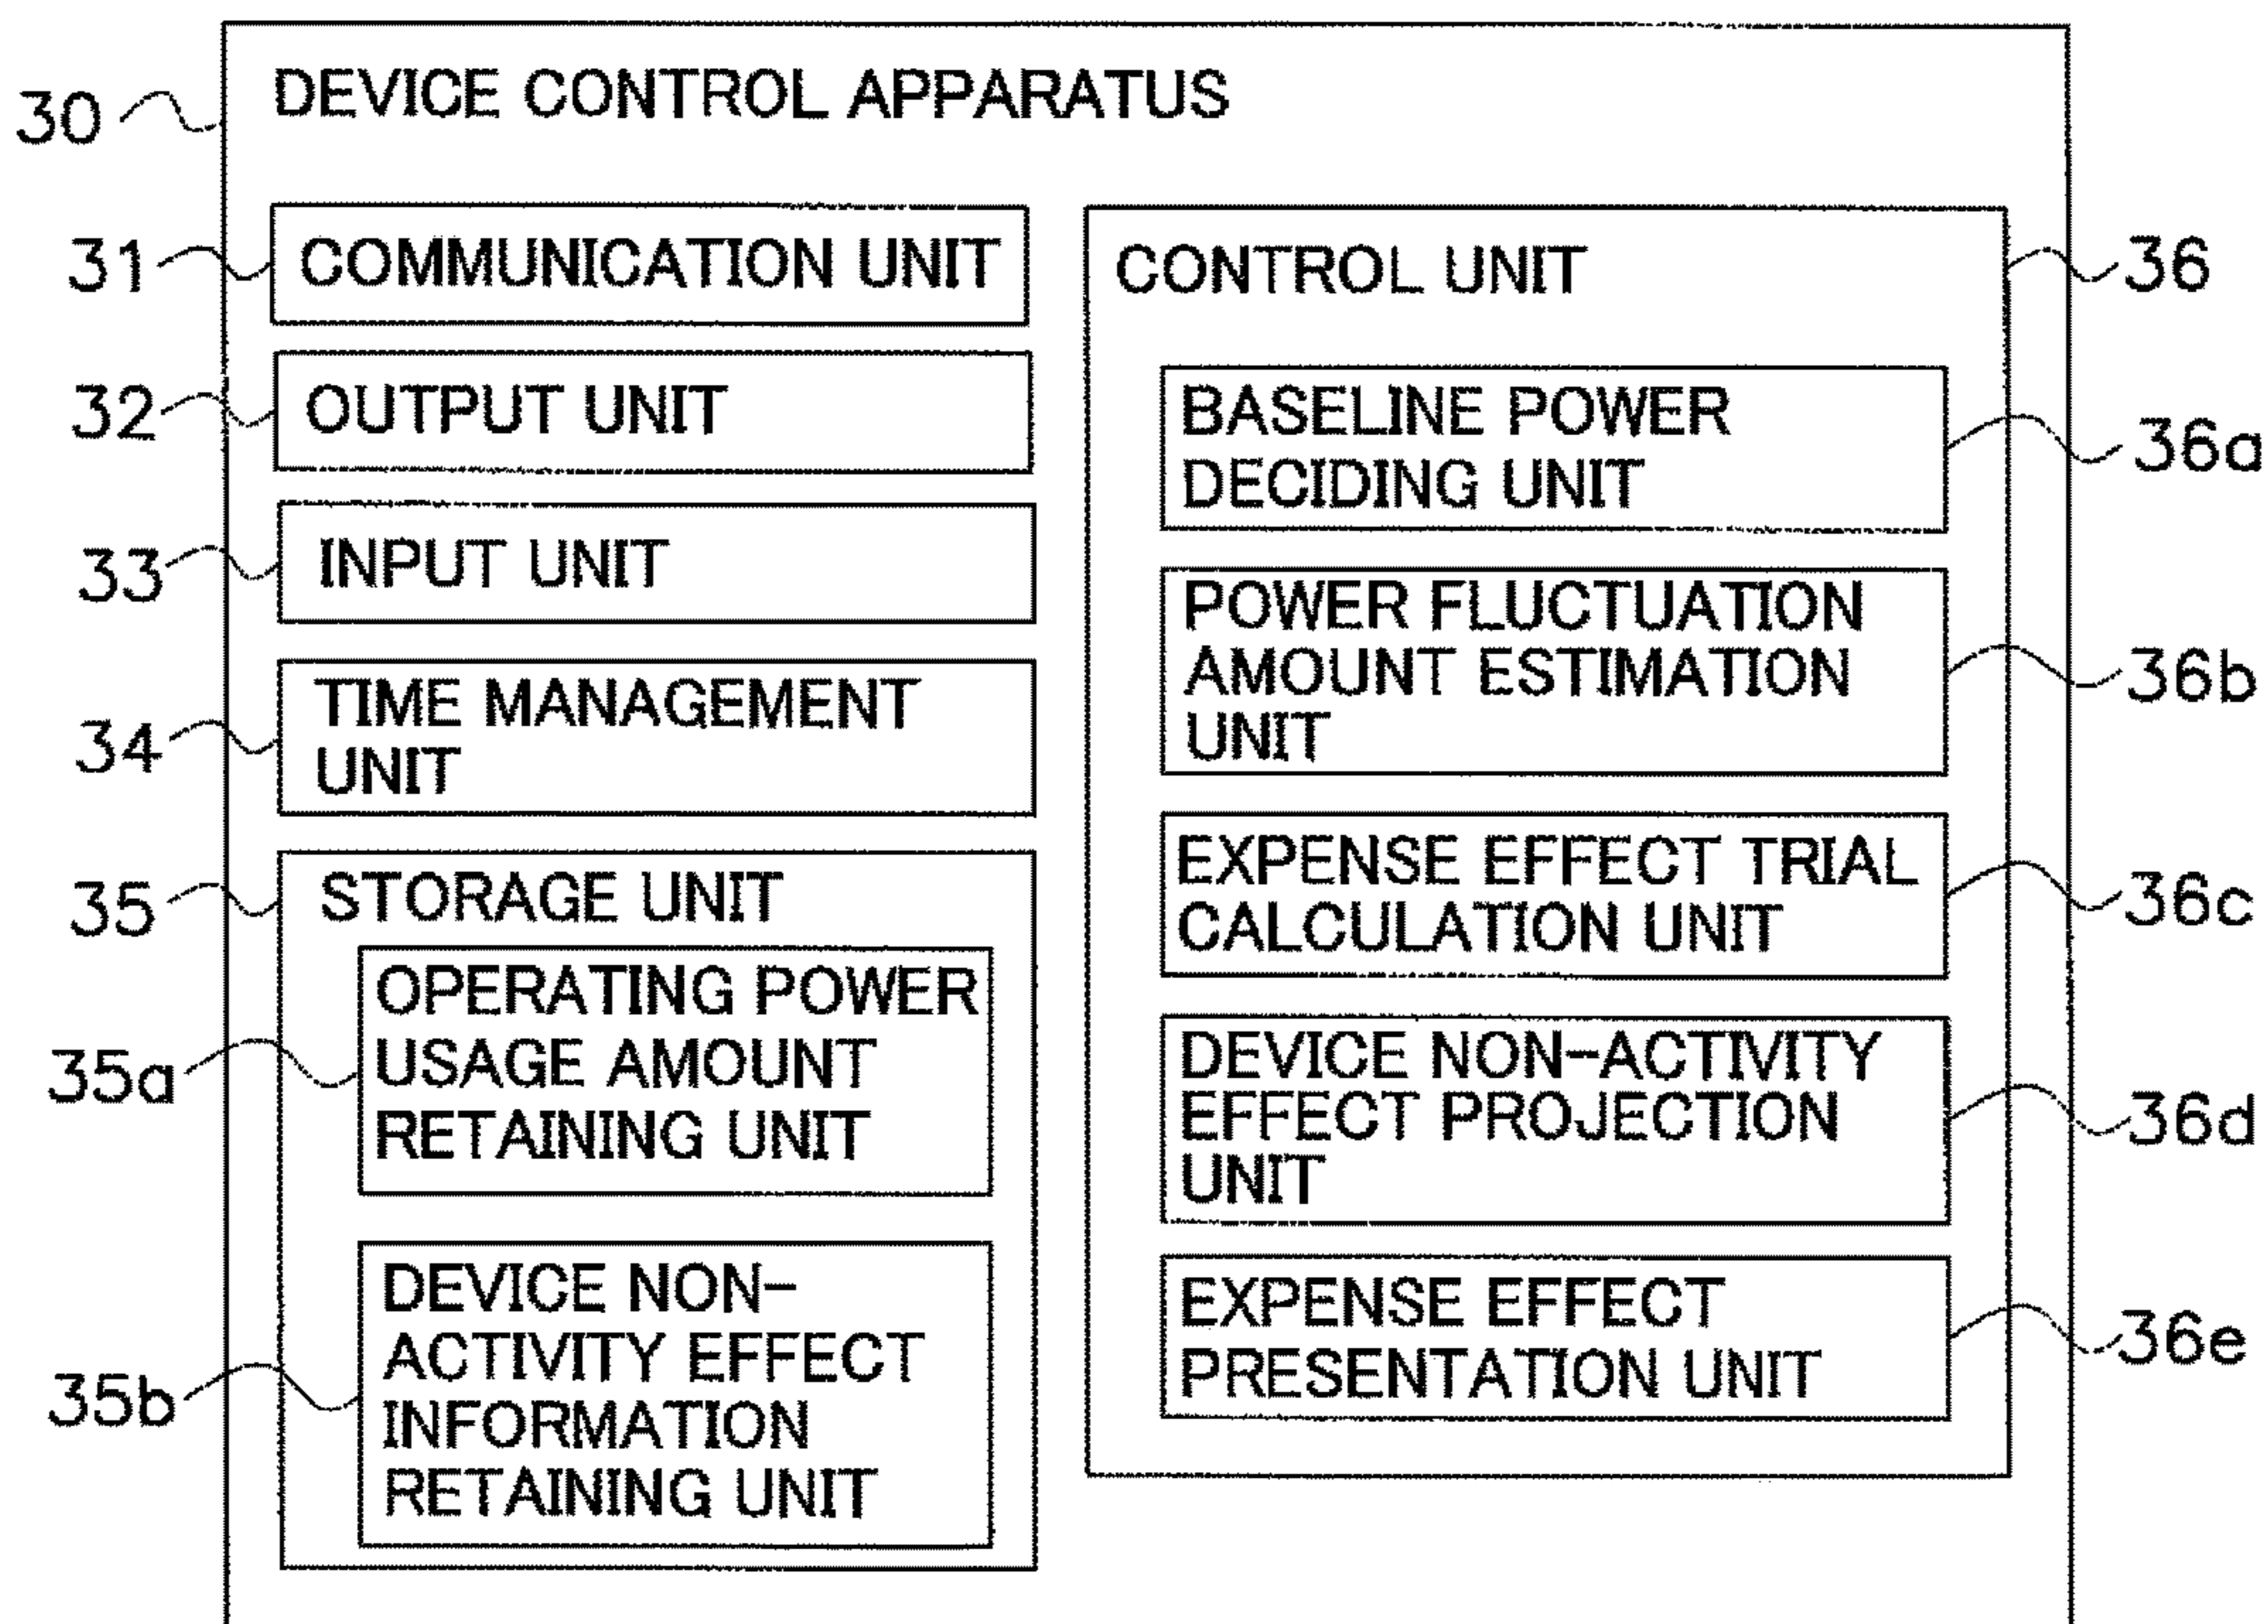 30
DEVICE CONTROL APPARATUS
31
COMMUNICATION UNIT
32
OUTPUT UNIT
33
INPUT UNIT
34
TIME MANAGEMENT
UNIT
35
STORAGE UNIT
35a
OPERATING POWER
USAGE AMOUNT
RETAINING UNIT
35b
DEVICE NON-
ACTIVITY EFFECT
INFORMATION
RETAINING UNIT
CONTROL UNIT
36
BASELINE POWER
DECIDING UNIT
36a
POWER FLUCTUATION
AMOUNT ESTIMATION
UNIT
36b
EXPENSE EFFECT TRIAL
CALCULATION UNIT
36c
DEVICE NON-ACTIVITY
EFFECT PROJECTION
UNIT
36d
EXPENSE EFFECT
PRESENTATION UNIT
36e